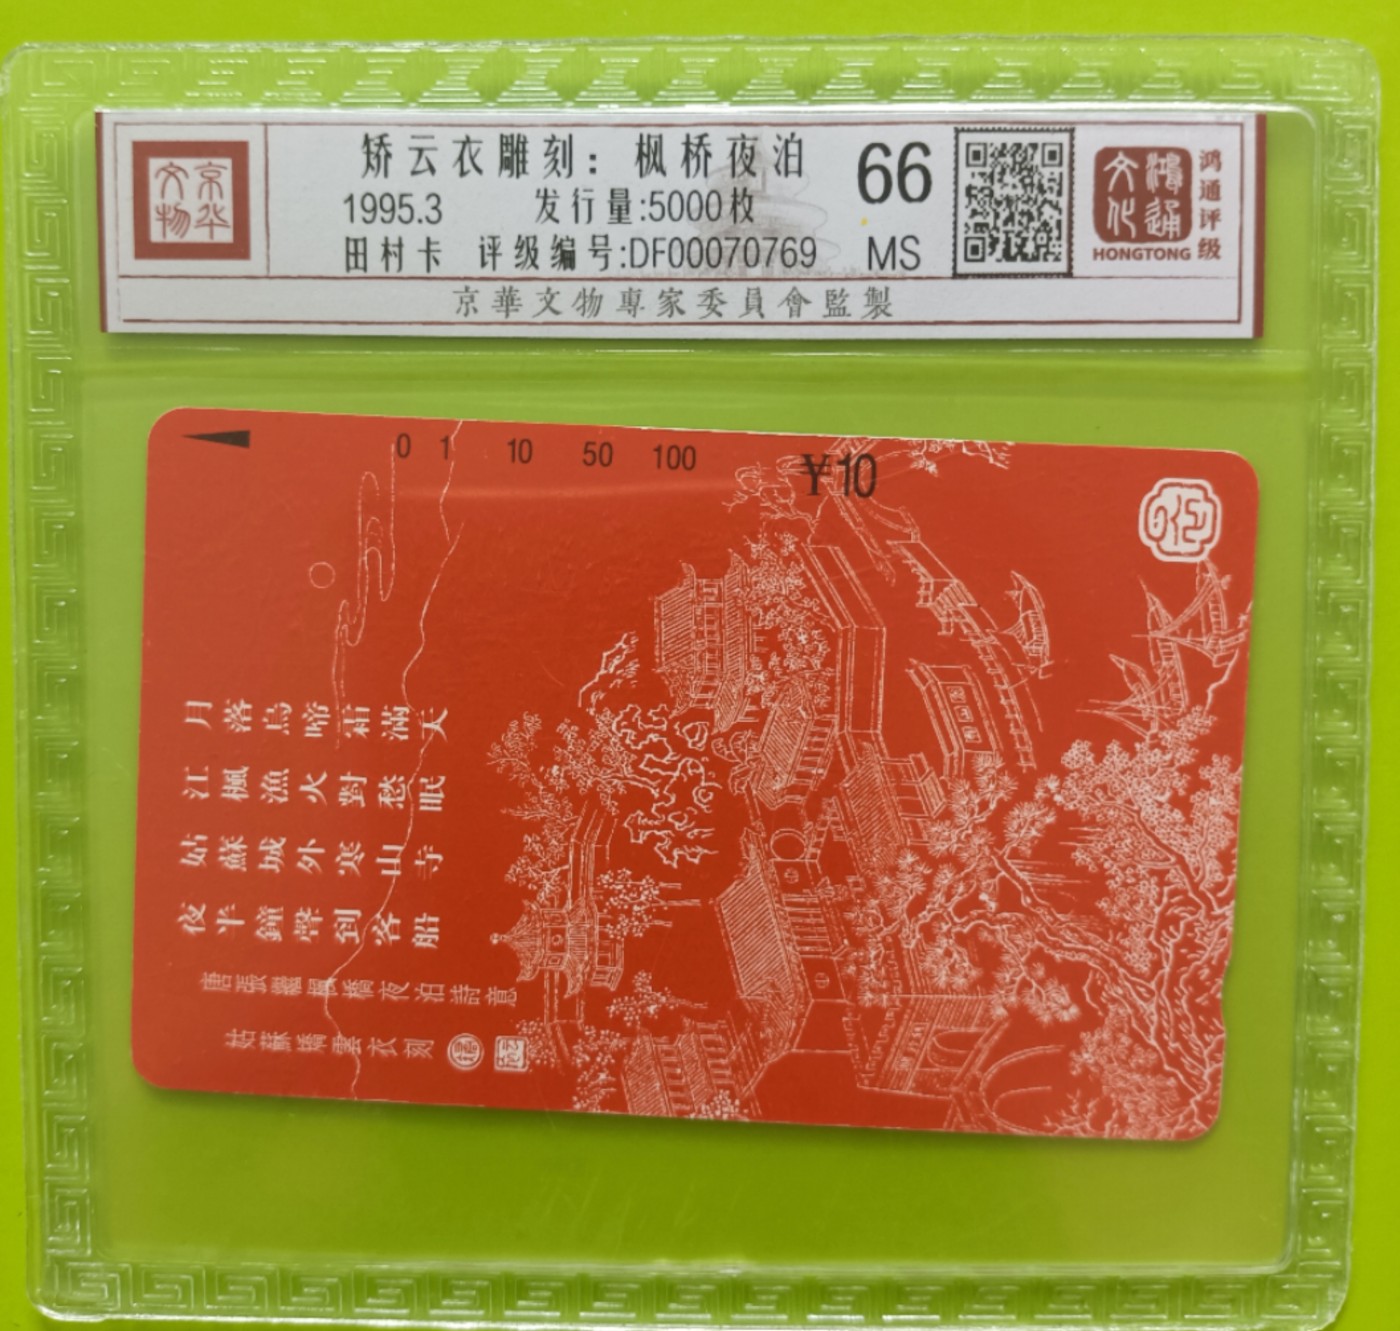 京华文物
矫云衣雕刻：枫桥夜泊
1995.3 发行量:5000枚
田村卡 评级编号:DF00070769
66
MS
鸿通文化
HONGTONG
鸿通评级
京華文物專家委員會監製
0 1 10 50 100
¥10
月落烏啼霜滿天
江楓漁火對愁眠
姑蘇城外寒山寺
夜半鐘聲到客船
唐張繼楓橋夜泊詩意
姑蘇矯雲衣刻